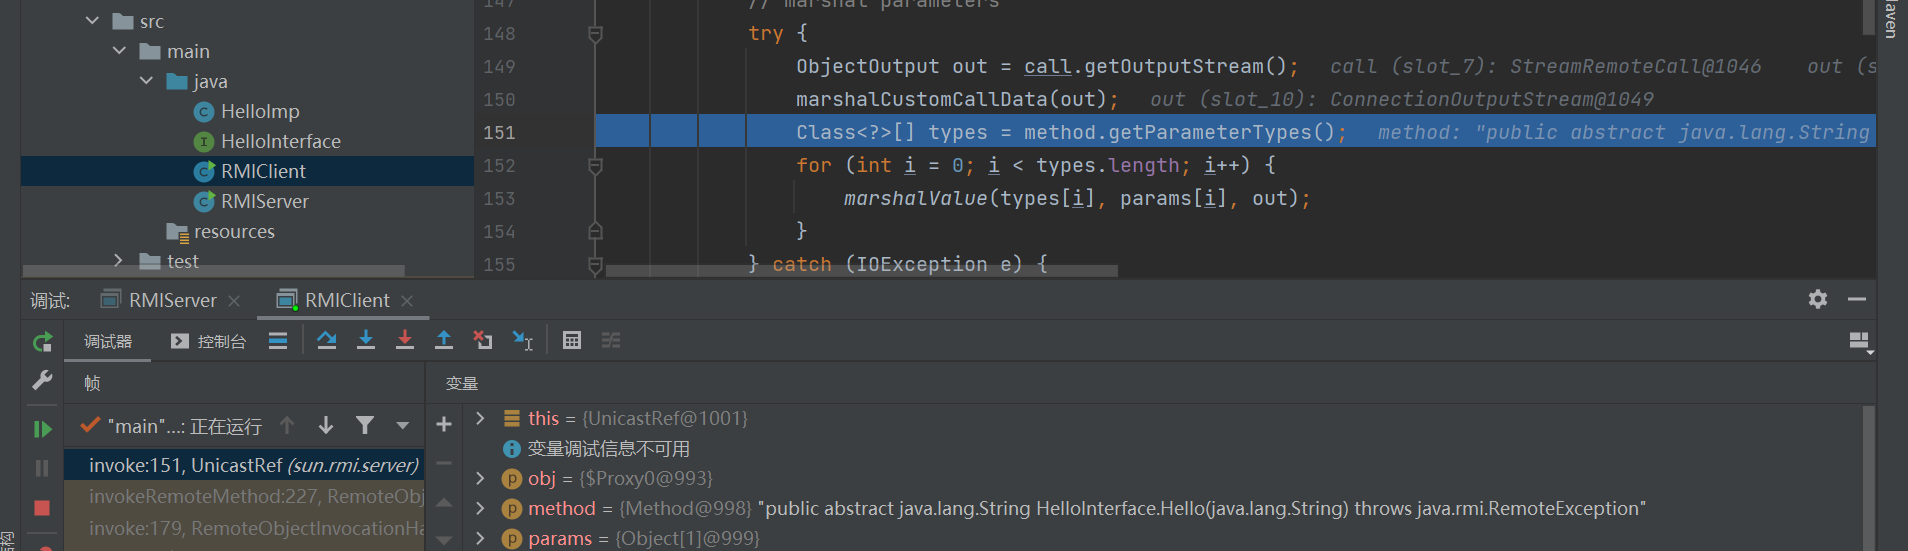 src
main
java
HelloImp
HelloInterface
RMIClient
RMIServer
resources
test
147 // marshal parameters
148 try {
149 ObjectOutput out = call.getOutputStream(); call (slot_7): StreamRemoteCall@1046 out (s
150 marshalCustomCallData(out); out (slot_10): ConnectionOutputStream@1049
151 Class<?>[] types = method.getParameterTypes(); method: "public abstract java.lang.String
152 for (int i = 0; i < types.length; i++) {
153 marshalValue(types[i], params[i], out);
154 }
155 } catch (IOException e) {
Maven
调试: RMIServer RMIClient
调试器 控制台
帧
"main"...: 正在运行
invoke:151, UnicastRef (sun.rmi.server)
invokeRemoteMethod:227, RemoteObj
invoke:179, RemoteObjectInvocationHa
变量
this = {UnicastRef@1001}
变量调试信息不可用
obj = {$Proxy0@993}
method = {Method@998} "public abstract java.lang.String HelloInterface.Hello(java.lang.String) throws java.rmi.RemoteException"
params = {Object[1]@999}
结构